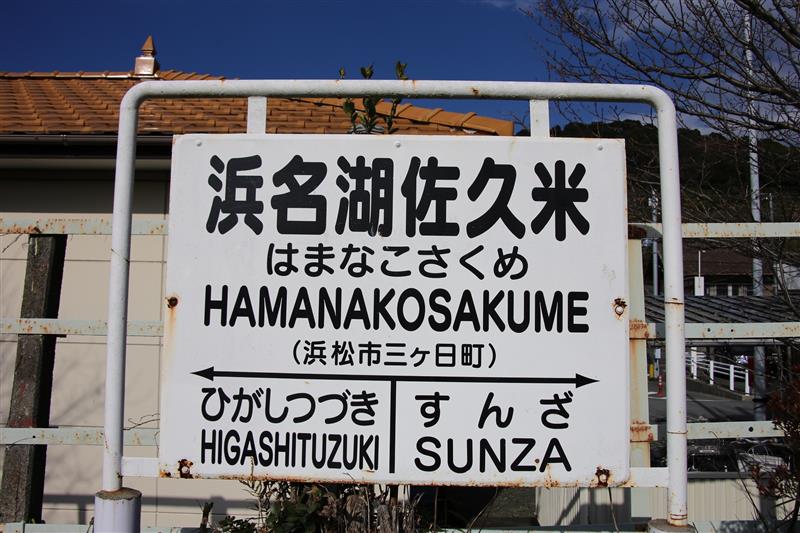 浜名湖佐久米
はまなこさくめ
HAMANAKOSAKUME
(浜松市三ヶ日町)
ひがしつづき
HIGASHITUZUKI
すんざ
SUNZA